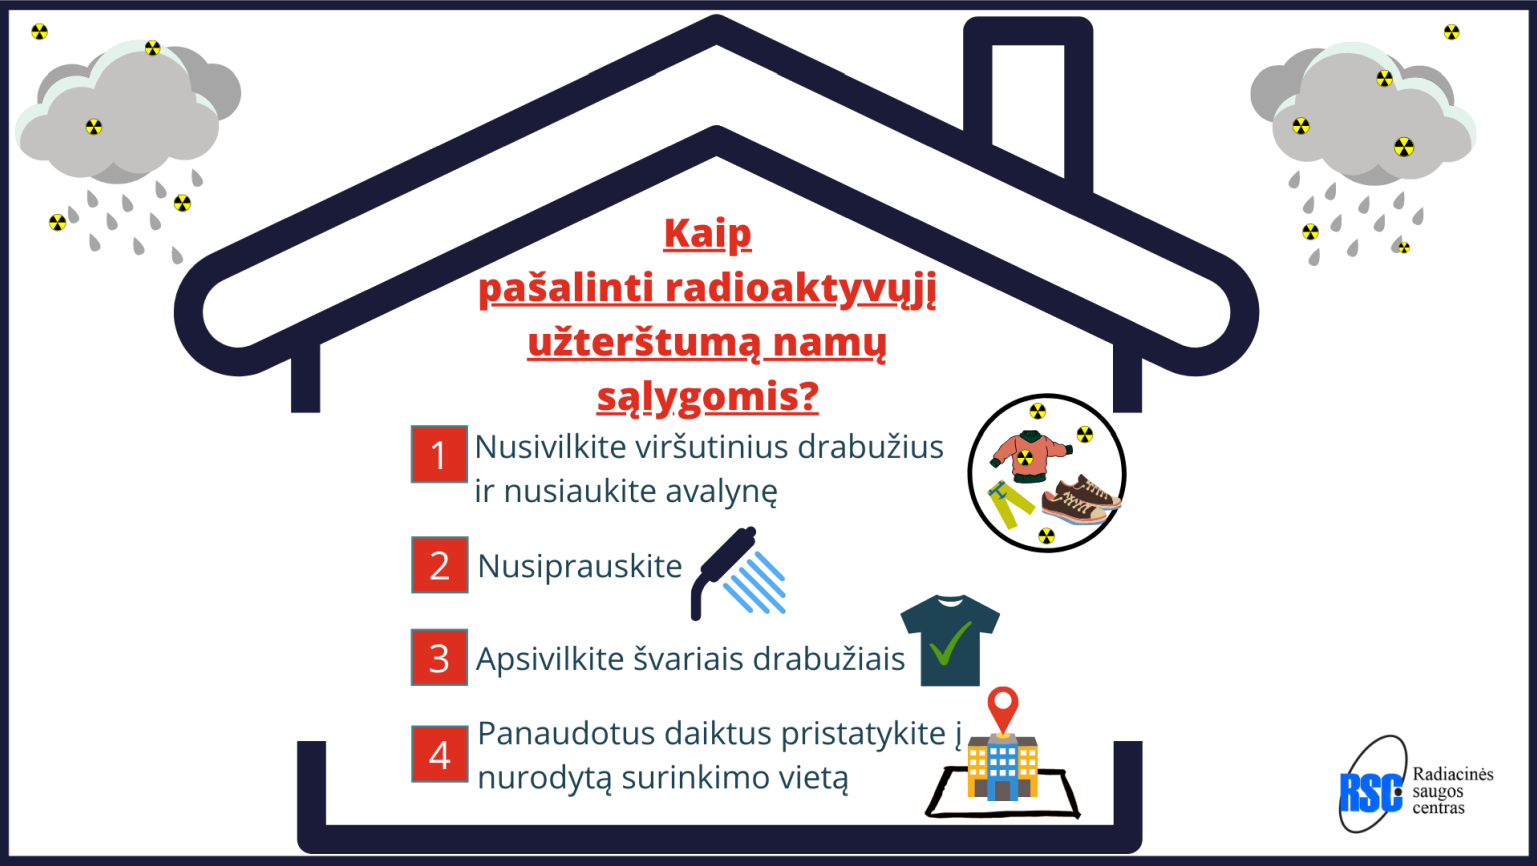 Kaip
pašalinti radioaktyvųjį
užterštumą namų
sąlygomis?
1 Nusivilkite viršutinius drabužius
ir nusiaukite avalynę
2 Nusiprauskite
3 Apsivilkite švariais drabužiais
4 Panaudotus daiktus pristatykite į
nurodytą surinkimo vietą
RSC Radiacinės
saugos
centras